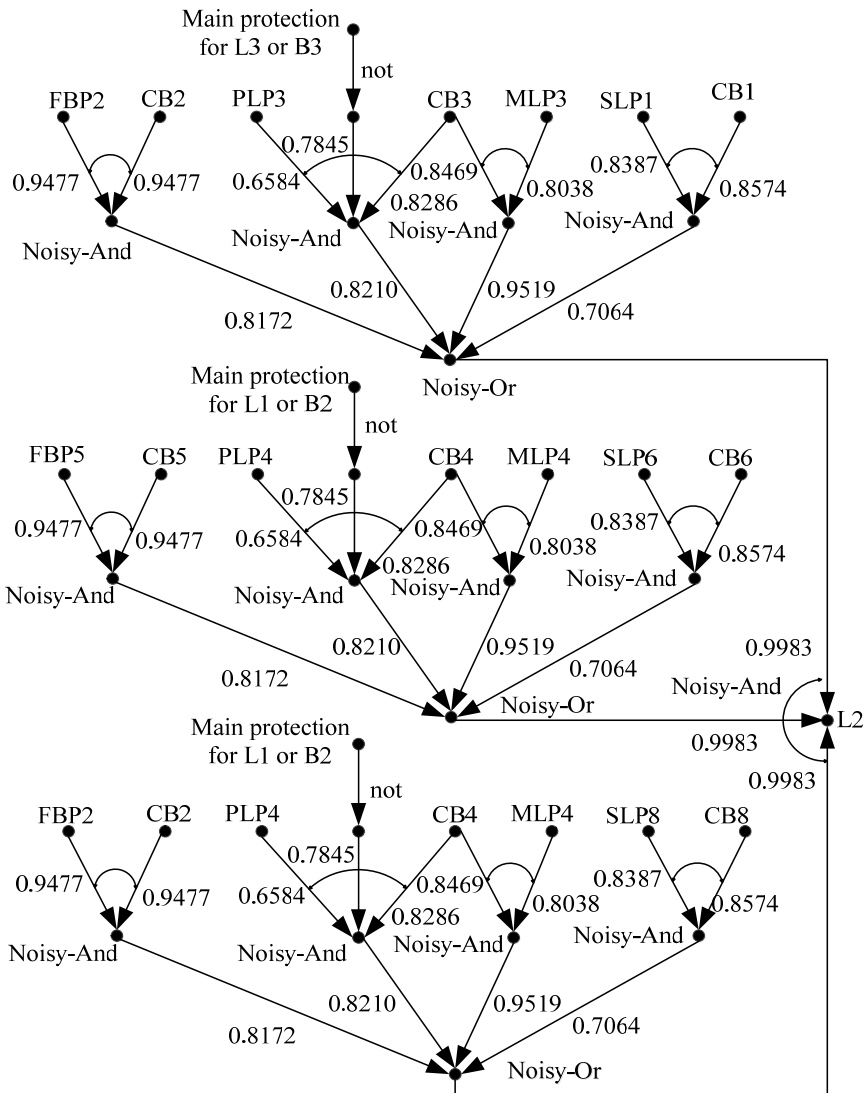 Main protection
for L3 or B3
not
FBP2 CB2 PLP3 CB3 MLP3 SLP1 CB1
0.7845
0.9477 0.9477 0.6584 0.8469 0.8038 0.8387 0.8574
0.8286
Noisy-And Noisy-And Noisy-And Noisy-And
0.8172 0.8210 0.9519 0.7064
Noisy-Or
Main protection
for L1 or B2
not
FBP5 CB5 PLP4 CB4 MLP4 SLP6 CB6
0.7845
0.9477 0.9477 0.6584 0.8469 0.8038 0.8387 0.8574
0.8286
Noisy-And Noisy-And Noisy-And Noisy-And
0.8172 0.8210 0.9519 0.7064
0.9983
Noisy-And
Noisy-Or
L2
0.9983
0.9983
Main protection
for L1 or B2
not
FBP2 CB2 PLP4 CB4 MLP4 SLP8 CB8
0.7845
0.9477 0.9477 0.6584 0.8469 0.8038 0.8387 0.8574
0.8286
Noisy-And Noisy-And Noisy-And Noisy-And
0.8172 0.8210 0.9519 0.7064
Noisy-Or